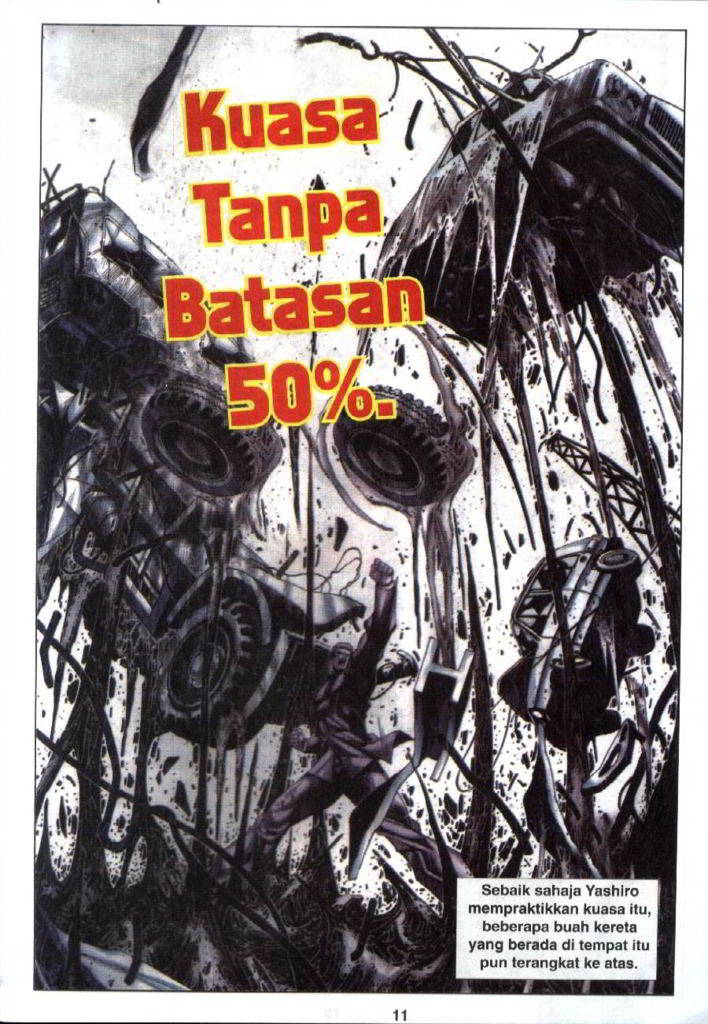 Kuasa
Tanpa
Batasan
50%.
Sebaik sahaja Yashiro
mempraktikkan kuasa itu,
beberapa buah kereta
yang berada di tempat itu
pun terangkat ke atas.
11